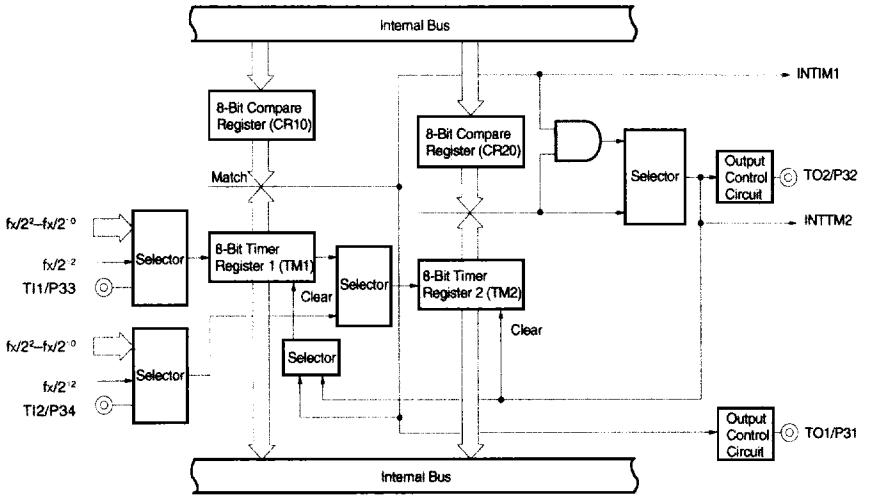 Internal Bus
INTIM1
8-Bit Compare
Register (CR10)
8-Bit Compare
Register (CR20)
Selector
Output
Control
Circuit
TO2/P32
Match
INTTM2
fx/2²–fx/2¹⁰
fx/2¹²
TI1/P33
Selector
8-Bit Timer
Register 1 (TM1)
Selector
8-Bit Timer
Register 2 (TM2)
Clear
Clear
fx/2²–fx/2¹⁰
fx/2¹²
TI2/P34
Selector
Selector
Output
Control
Circuit
TO1/P31
Internal Bus